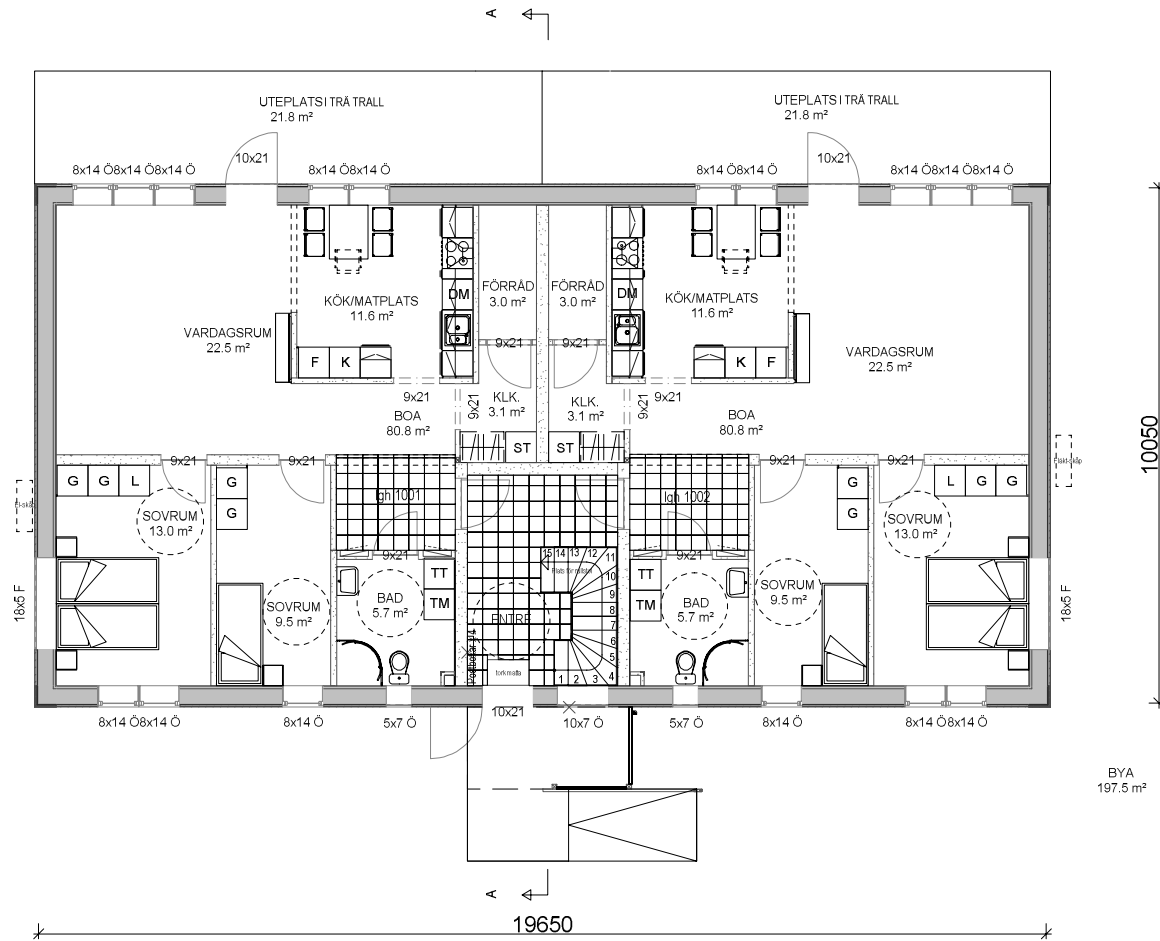 A
UTEPLATS I TRÄ TRALL
21.8 m²
UTEPLATS I TRÄ TRALL
21.8 m²
10x21
10x21
8x14 Ö8x14 Ö8x14 Ö
8x14 Ö8x14 Ö
8x14 Ö8x14 Ö
8x14 Ö8x14 Ö8x14 Ö
KÖK/MATPLATS
11.6 m²
DM
FÖRRÅD
3.0 m²
FÖRRÅD
3.0 m²
DM
KÖK/MATPLATS
11.6 m²
VARDAGSRUM
22.5 m²
VARDAGSRUM
22.5 m²
F
K
K
F
9x21
9x21
9x21
9x21
9x21
9x21
KLK.
3.1 m²
KLK.
3.1 m²
BOA
80.8 m²
BOA
80.8 m²
ST
ST
10050
9x21
9x21
9x21
9x21
G
G
L
G
G
lgh 1001
lgh 1002
G
G
L
G
G
SOVRUM
13.0 m²
SOVRUM
13.0 m²
9x21
9x21
15
14
13
12
11
10
9
8
7
6
5
4
3
2
1
TT
TM
TT
TM
BAD
5.7 m²
BAD
5.7 m²
SOVRUM
9.5 m²
SOVRUM
9.5 m²
ENTRÉ
torkmatta
18x5 F
18x5 F
8x14 Ö8x14 Ö
8x14 Ö
5x7 Ö
10x21
10x7 Ö
5x7 Ö
8x14 Ö
8x14 Ö8x14 Ö
BYA
197.5 m²
A
19650